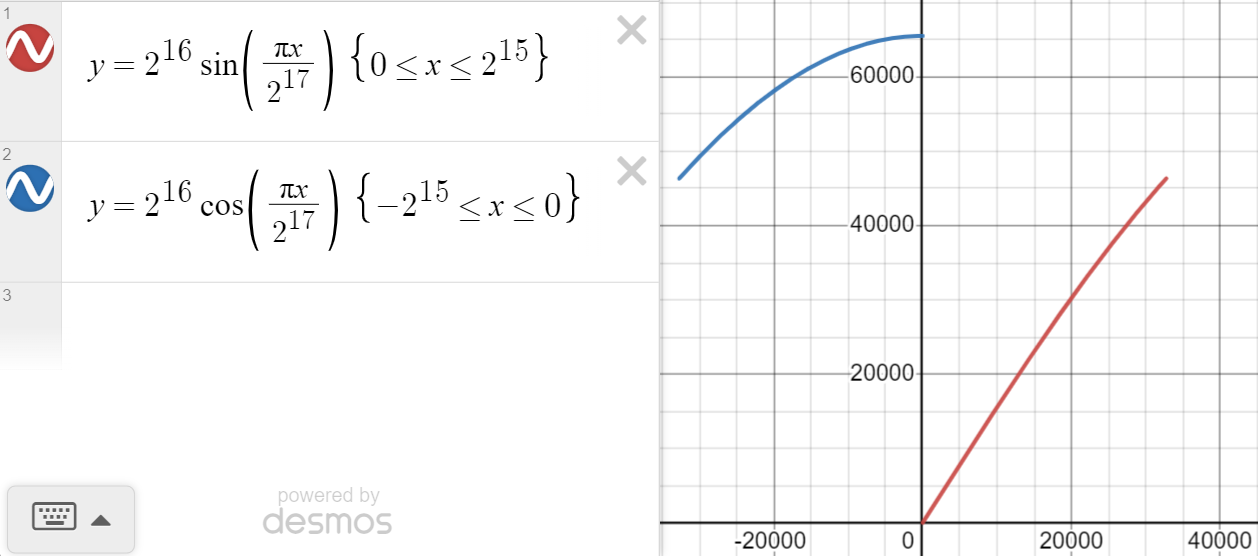 1
y = 2^16 sin(πx/2^17) {0 ≤ x ≤ 2^15}
2
y = 2^16 cos(πx/2^17) {−2^15 ≤ x ≤ 0}
3
powered by
desmos
60000
40000
20000
-20000 0 20000 40000